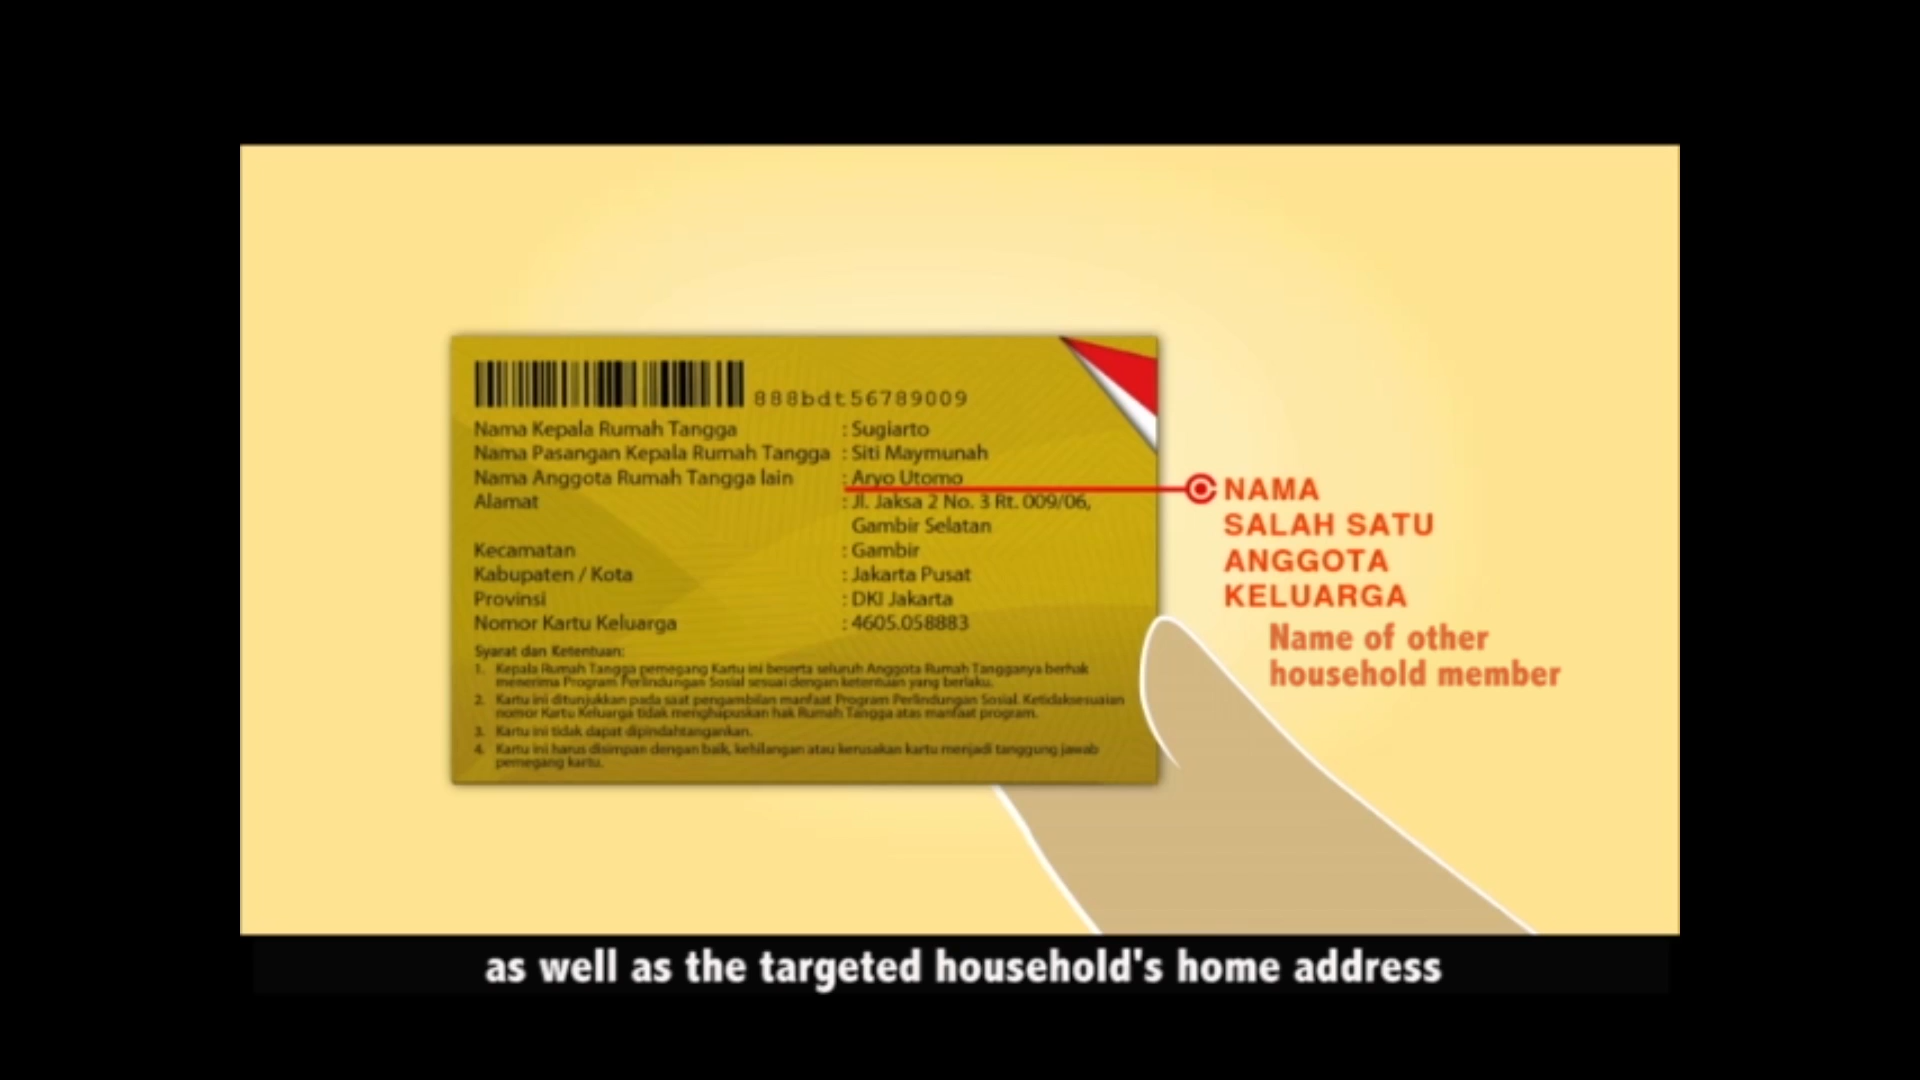 888bdt56789009
Nama Kepala Rumah Tangga : Sugiarto
Nama Pasangan Kepala Rumah Tangga : Siti Maymunah
Nama Anggota Rumah Tangga lain : Aryo Utomo
Alamat : Jl. Jaksa 2 No. 3 Rt. 009/06,
Gambir Selatan
Kecamatan : Gambir
Kabupaten / Kota : Jakarta Pusat
Provinsi : DKI Jakarta
Nomor Kartu Keluarga : 4605.058883
Syarat dan Ketentuan:
1. Kepala Rumah Tangga pemegang Kartu ini beserta seluruh Anggota Rumah Tangganya berhak
menerima Program Perlindungan Sosial sesuai dengan ketentuan yang berlaku.
2. Kartu ini ditunjukkan pada saat pengambilan manfaat Program Perlindungan Sosial. Ketidaksesuaian
nomor Kartu Keluarga tidak menghapuskan hak Rumah Tangga atas manfaat program.
3. Kartu ini tidak dapat dipindahtangankan.
4. Kartu ini harus disimpan dengan baik, kehilangan atau kerusakan kartu menjadi tanggung jawab
pemegang kartu.
NAMA
SALAH SATU
ANGGOTA
KELUARGA
Name of other
household member
as well as the targeted household's home address